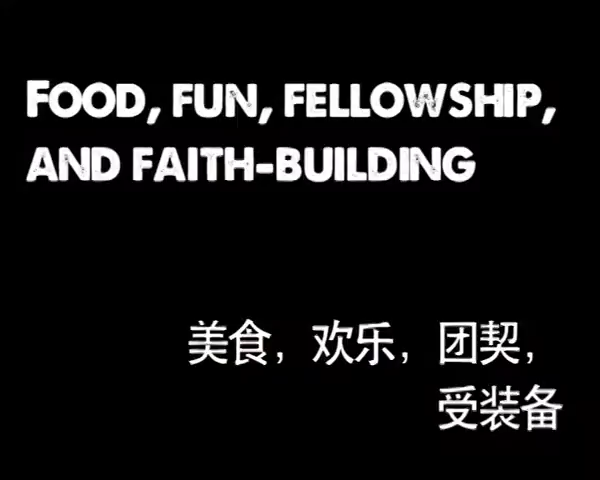 FOOD, FUN, FELLOWSHIP,
AND FAITH-BUILDING
美食，欢乐，团契，
受装备